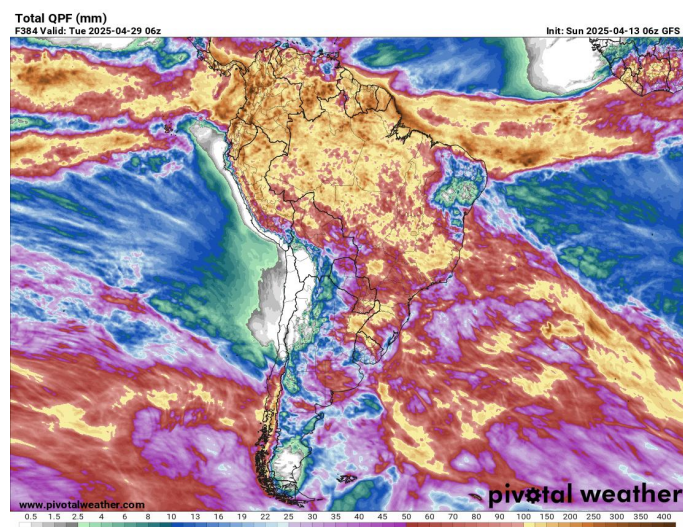 Total QPF (mm)
F384 Valid: Tue 2025-04-29 06z Init: Sun 2025-04-13 06z GFS
www.pivotalweather.com
pivotal weather
0.5 1.5 2.5 4 6 8 10 13 16 19 22 25 30 35 40 45 50 60 70 80 90 100 150 200 250 300 350 400